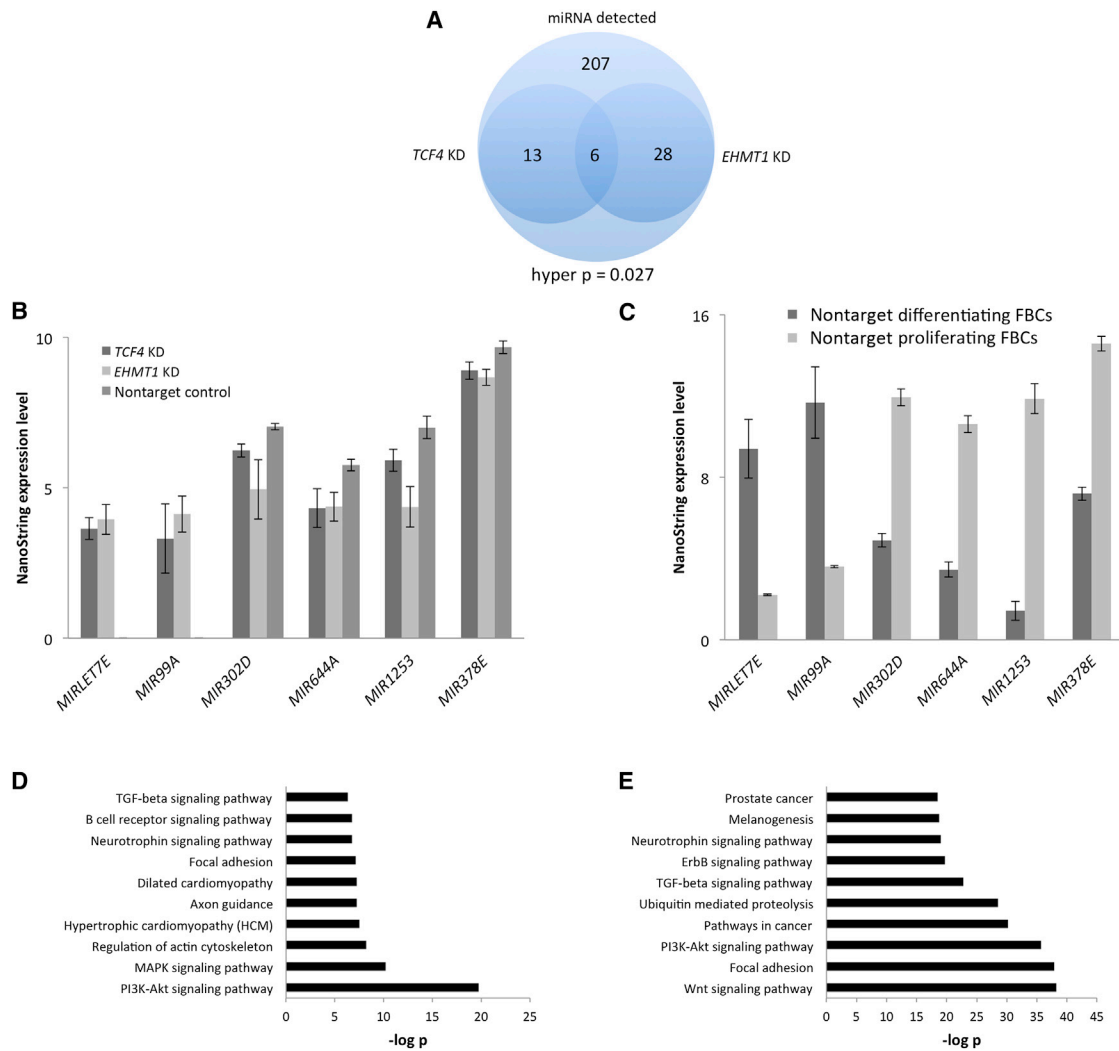 A
miRNA detected
207
TCF4 KD
13
6
28
EHMT1 KD
hyper p = 0.027
B
NanoString expression level
10
5
0
TCF4 KD
EHMT1 KD
Nontarget control
MIRLET7E
MIR99A
MIR302D
MIR644A
MIR1253
MIR378E
C
NanoString expression level
16
8
0
Nontarget differentiating FBCs
Nontarget proliferating FBCs
MIRLET7E
MIR99A
MIR302D
MIR644A
MIR1253
MIR378E
D
TGF-beta signaling pathway
B cell receptor signaling pathway
Neurotrophin signaling pathway
Focal adhesion
Dilated cardiomyopathy
Axon guidance
Hypertrophic cardiomyopathy (HCM)
Regulation of actin cytoskeleton
MAPK signaling pathway
PI3K-Akt signaling pathway
0 5 10 15 20 25
-log p
E
Prostate cancer
Melanogenesis
Neurotrophin signaling pathway
ErbB signaling pathway
TGF-beta signaling pathway
Ubiquitin mediated proteolysis
Pathways in cancer
PI3K-Akt signaling pathway
Focal adhesion
Wnt signaling pathway
0 5 10 15 20 25 30 35 40 45
-log p